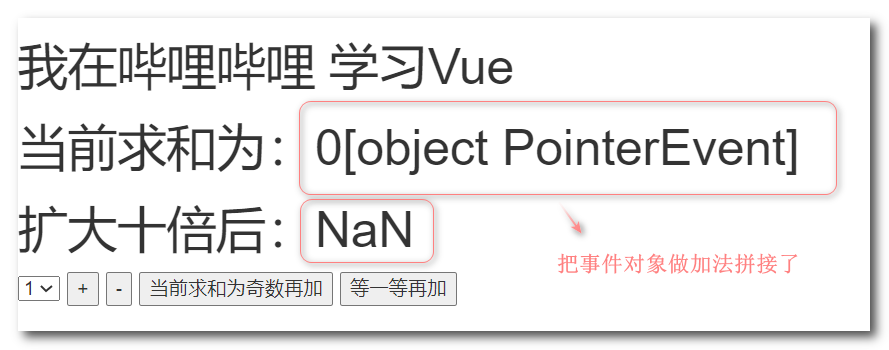 我在哔哩哔哩 学习Vue
当前求和为：0[object PointerEvent]
扩大十倍后：NaN
把事件对象做加法拼接了
1 + - 当前求和为奇数再加 等一等再加